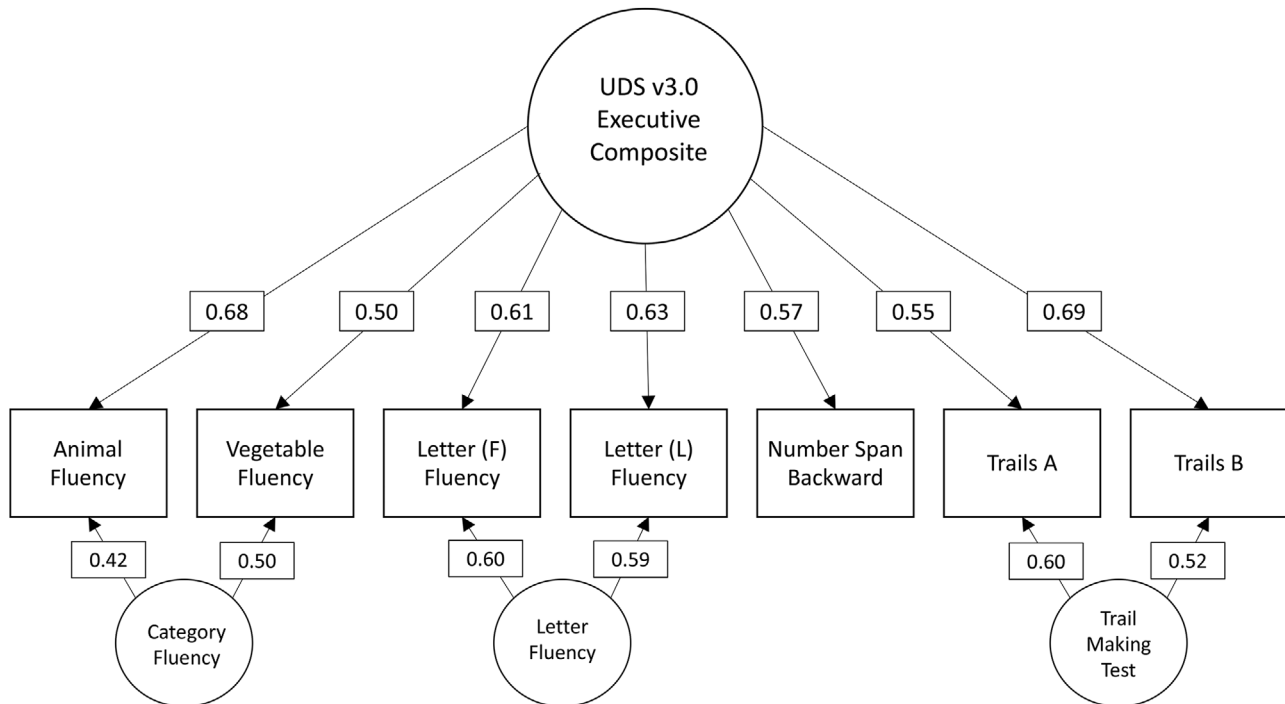 UDS v3.0
Executive
Composite
0.68
0.50
0.61
0.63
0.57
0.55
0.69
Animal
Fluency
Vegetable
Fluency
Letter (F)
Fluency
Letter (L)
Fluency
Number Span
Backward
Trails A
Trails B
0.42
0.50
0.60
0.59
0.60
0.52
Category
Fluency
Letter
Fluency
Trail
Making
Test